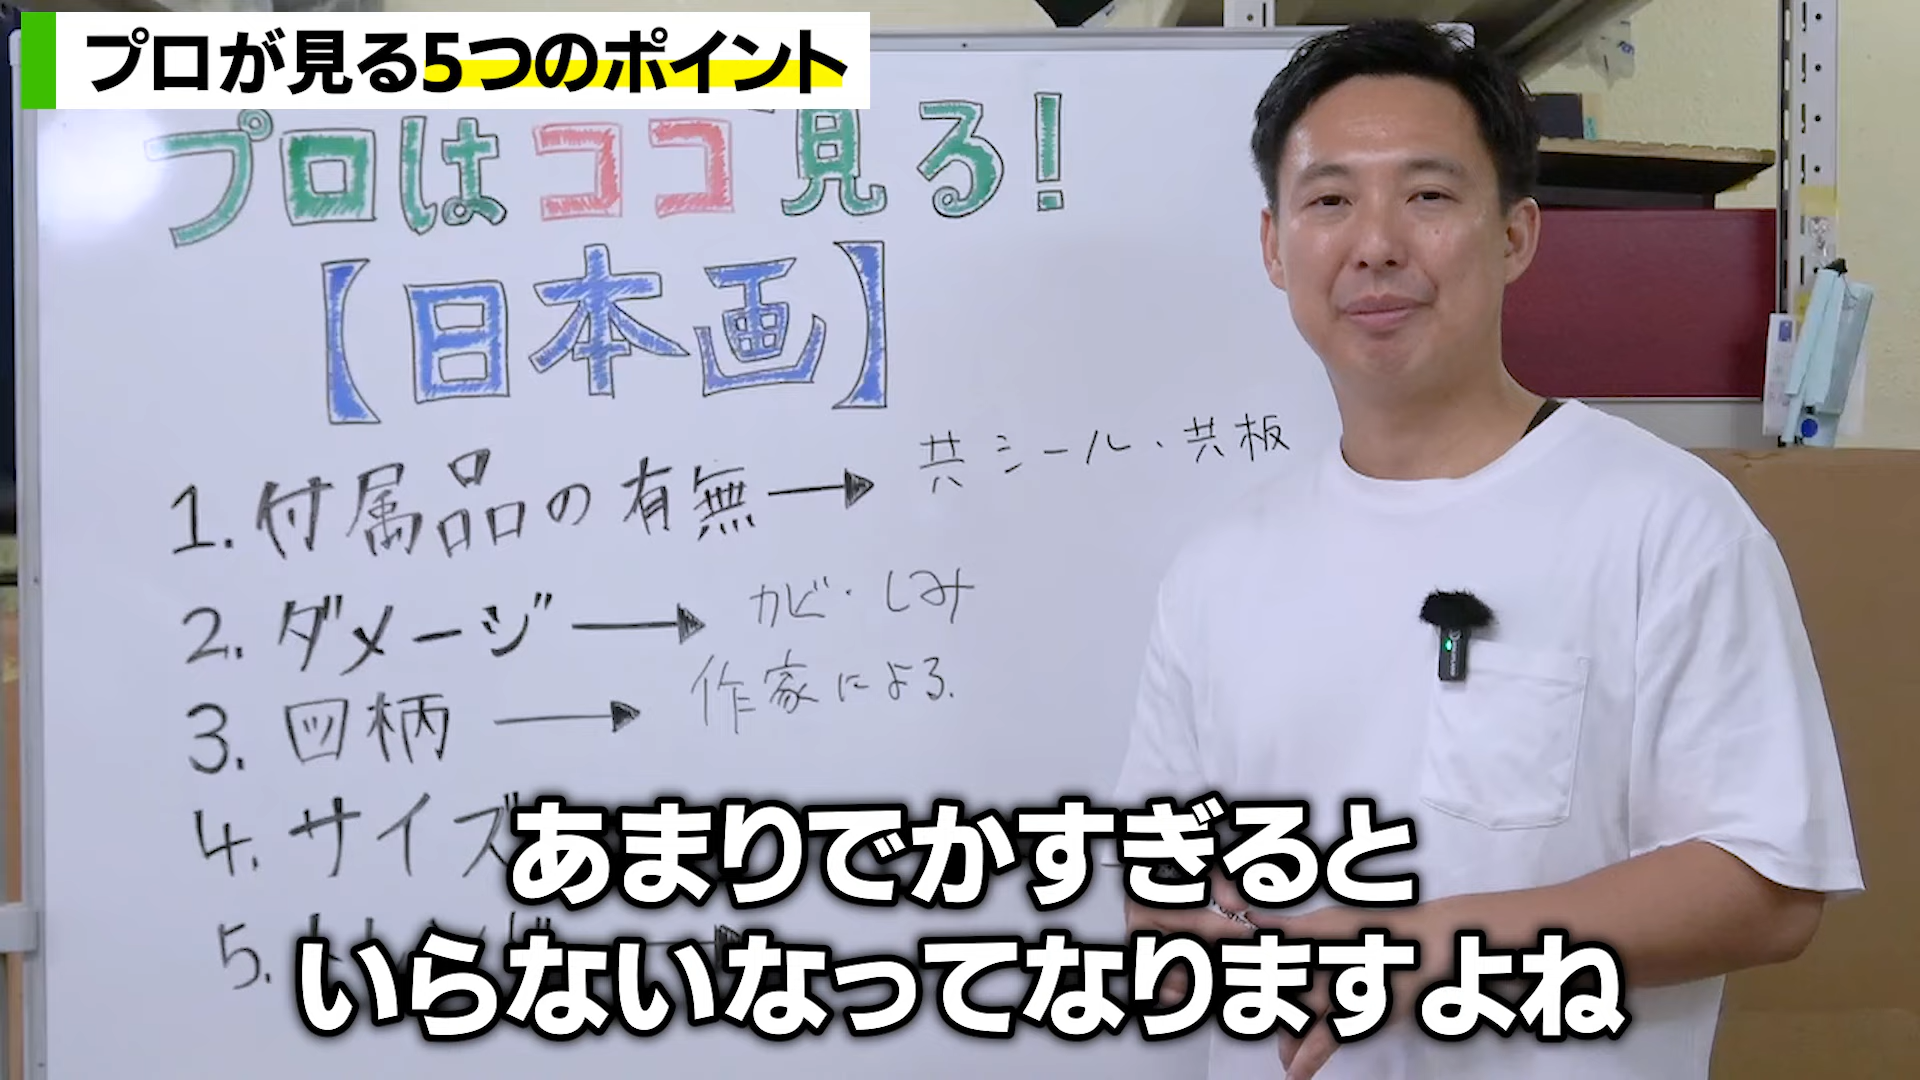 プロが見る5つのポイント
プロはココ見る!
【日本画】
1. 付属品の有無 → 共シール・共板
2. ダメージ → カビ・しみ
3. 図柄 → 作家による.
4. サイズ
5. トレンド →
あまりでかすぎると
いらないなってなりますよね